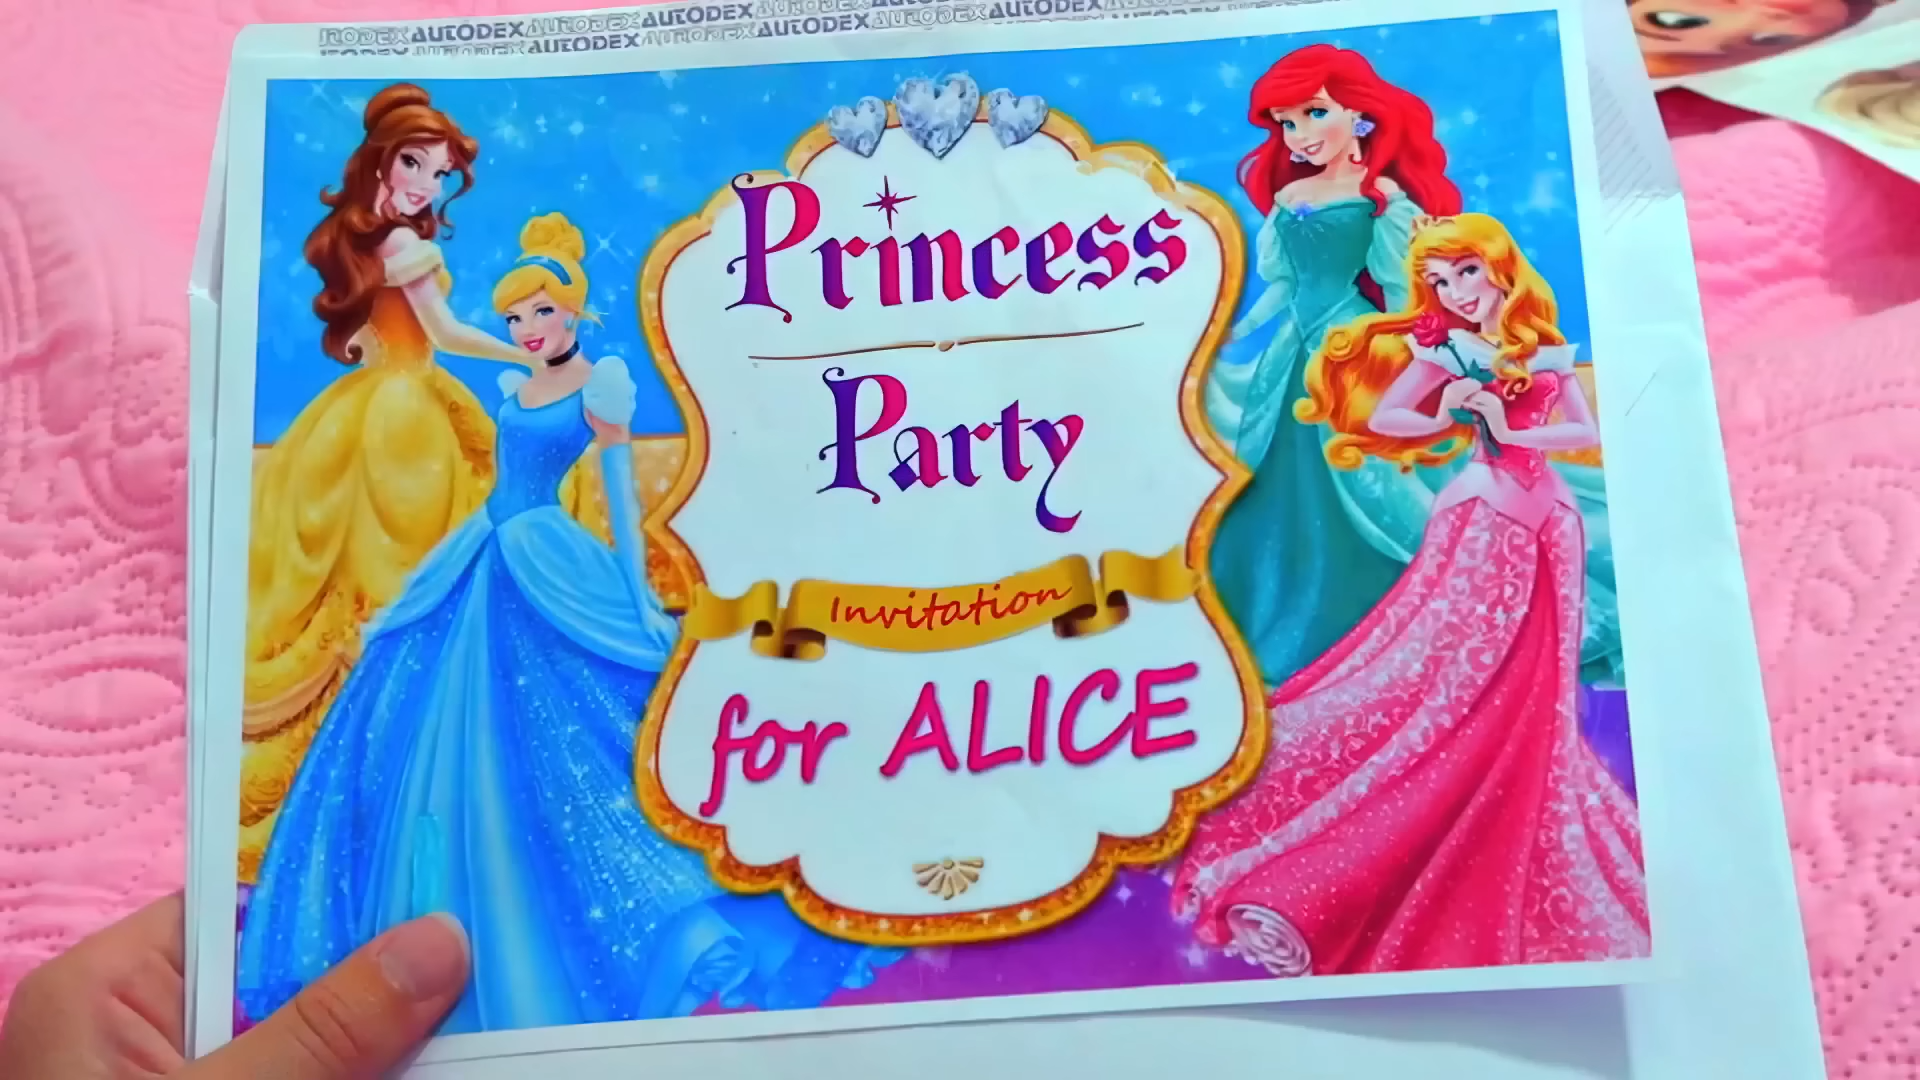 AUTODEX AUTODEX AUTODEX AUTODEX AUTODEX AUTODEX
AUTODEX AUTODEX AUTODEX AUTODEX
Princess
Party
Invitation
for ALICE